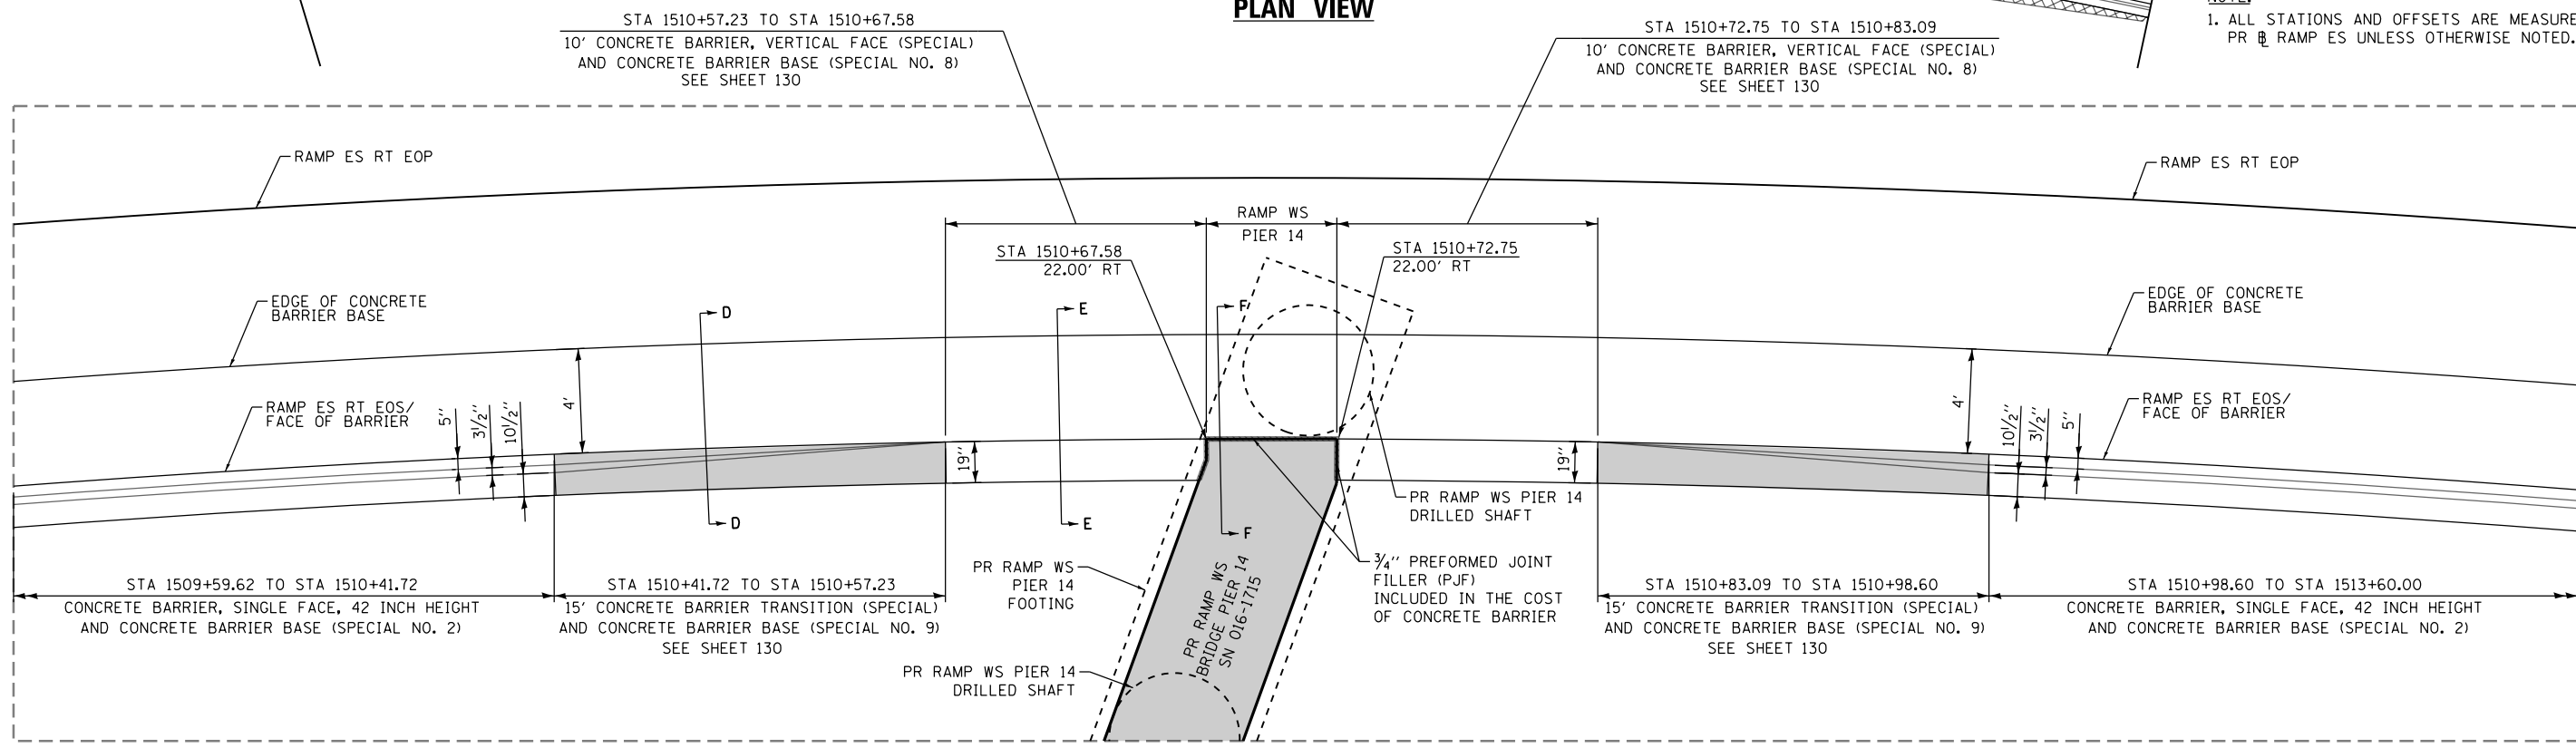 PLAN VIEW
STA 1510+57.23 TO STA 1510+67.58
10' CONCRETE BARRIER, VERTICAL FACE (SPECIAL)
AND CONCRETE BARRIER BASE (SPECIAL NO. 8)
SEE SHEET 130
STA 1510+72.75 TO STA 1510+83.09
10' CONCRETE BARRIER, VERTICAL FACE (SPECIAL)
AND CONCRETE BARRIER BASE (SPECIAL NO. 8)
SEE SHEET 130
1. ALL STATIONS AND OFFSETS ARE MEASURE
PR BL RAMP ES UNLESS OTHERWISE NOTED.
RAMP ES RT EOP
RAMP ES RT EOP
RAMP WS
PIER 14
STA 1510+67.58
22.00' RT
STA 1510+72.75
22.00' RT
EDGE OF CONCRETE
BARRIER BASE
EDGE OF CONCRETE
BARRIER BASE
D
E
F
RAMP ES RT EOS/
FACE OF BARRIER
5"
3½"
10½"
4'
4'
10½"
3½"
5"
RAMP ES RT EOS/
FACE OF BARRIER
19"
19"
D
E
F
PR RAMP WS PIER 14
DRILLED SHAFT
PR RAMP WS
PIER 14
FOOTING
¾" PREFORMED JOINT
FILLER (PJF)
INCLUDED IN THE COST
OF CONCRETE BARRIER
PR RAMP WS
BRIDGE PIER 14
SN 016-1715
STA 1509+59.62 TO STA 1510+41.72
CONCRETE BARRIER, SINGLE FACE, 42 INCH HEIGHT
AND CONCRETE BARRIER BASE (SPECIAL NO. 2)
STA 1510+41.72 TO STA 1510+57.23
15' CONCRETE BARRIER TRANSITION (SPECIAL)
AND CONCRETE BARRIER BASE (SPECIAL NO. 9)
SEE SHEET 130
STA 1510+83.09 TO STA 1510+98.60
15' CONCRETE BARRIER TRANSITION (SPECIAL)
AND CONCRETE BARRIER BASE (SPECIAL NO. 9)
SEE SHEET 130
STA 1510+98.60 TO STA 1513+60.00
CONCRETE BARRIER, SINGLE FACE, 42 INCH HEIGHT
AND CONCRETE BARRIER BASE (SPECIAL NO. 2)
PR RAMP WS PIER 14
DRILLED SHAFT